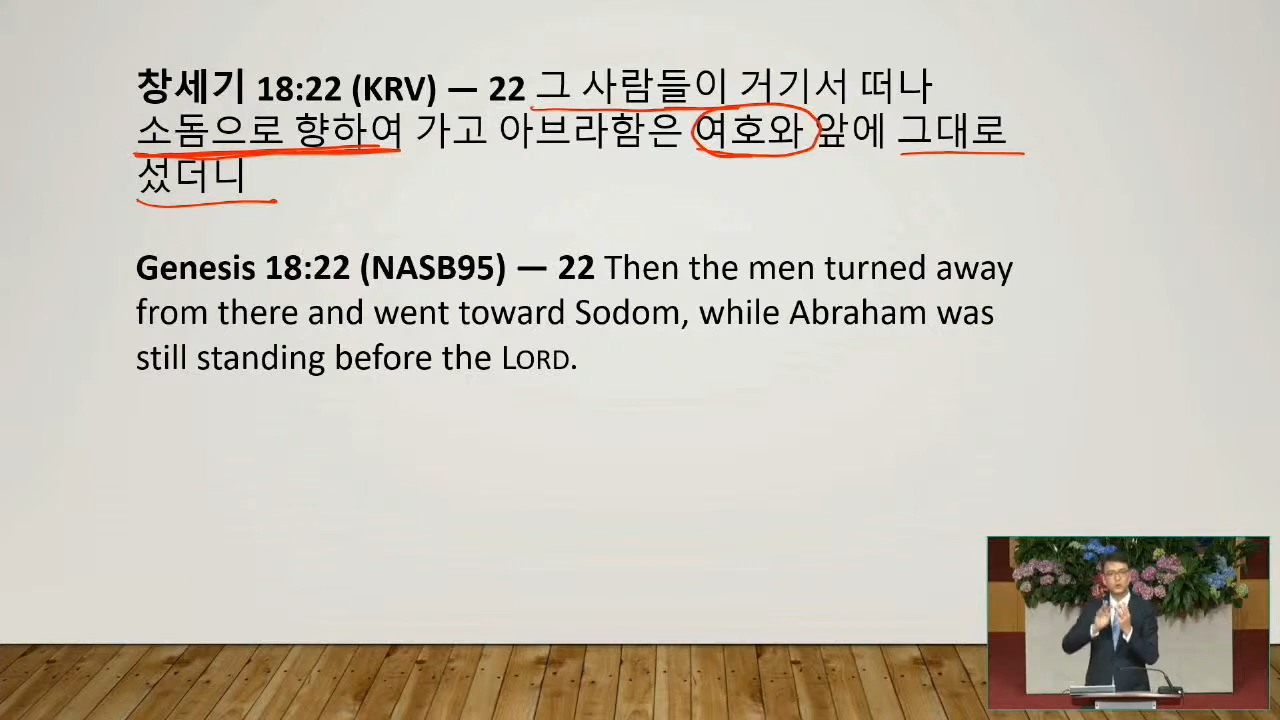 창세기 18:22 (KRV) — 22 그 사람들이 거기서 떠나
소돔으로 향하여 가고 아브라함은 여호와 앞에 그대로
섰더니
Genesis 18:22 (NASB95) — 22 Then the men turned away
from there and went toward Sodom, while Abraham was
still standing before the LORD.